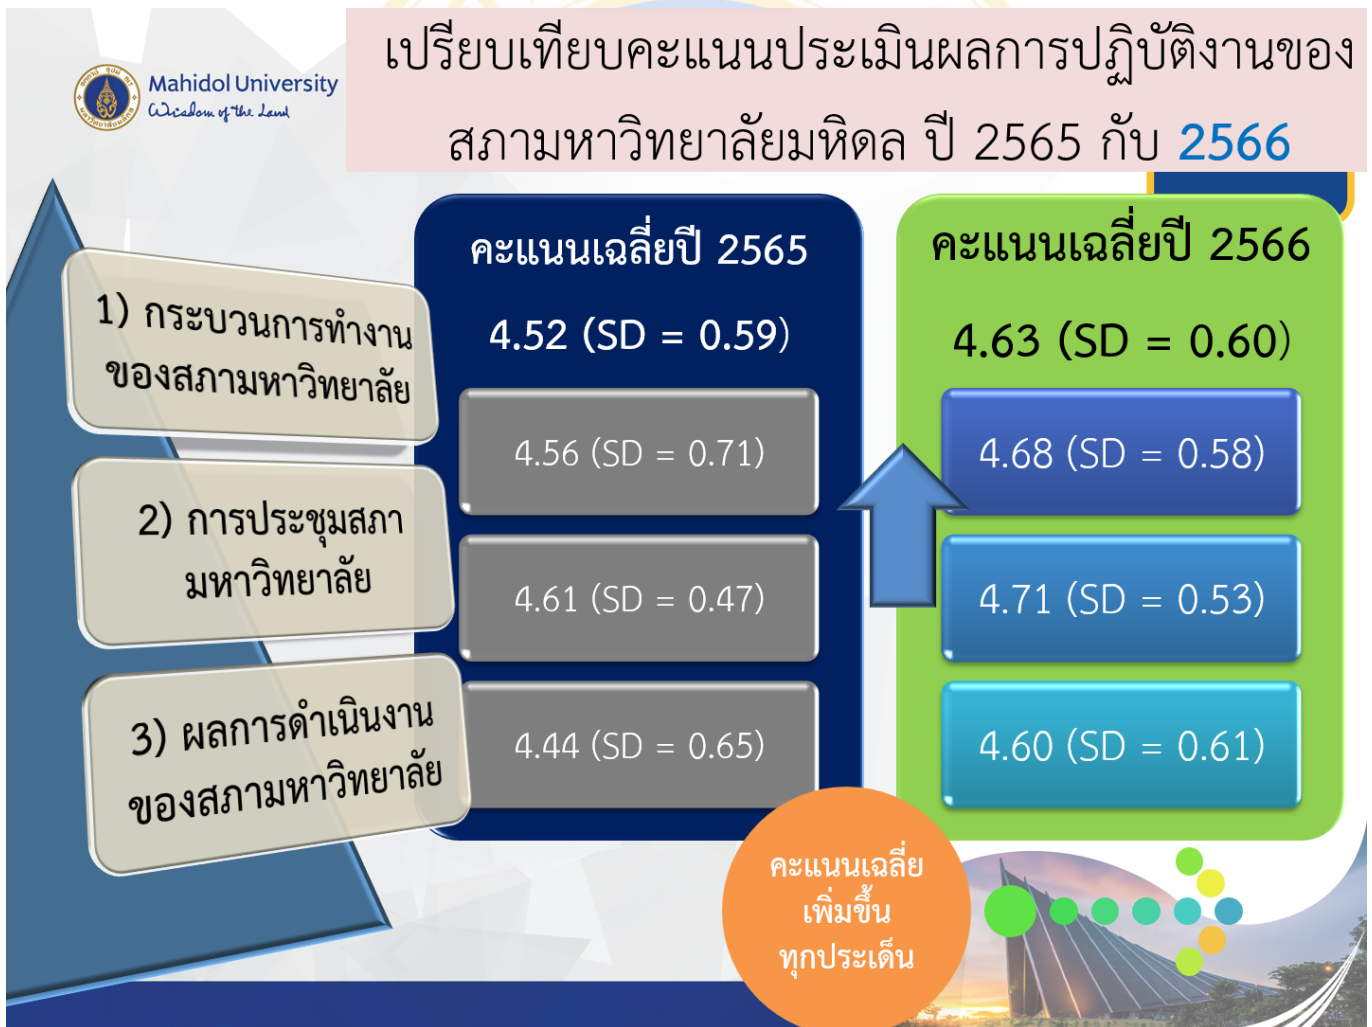 Mahidol University
Wisdom of the Land
เปรียบเทียบคะแนนประเมินผลการปฏิบัติงานของ
สภามหาวิทยาลัยมหิดล ปี 2565 กับ 2566
1) กระบวนการทำงาน
ของสภามหาวิทยาลัย
2) การประชุมสภา
มหาวิทยาลัย
3) ผลการดำเนินงาน
ของสภามหาวิทยาลัย
คะแนนเฉลี่ยปี 2565
4.52 (SD = 0.59)
4.56 (SD = 0.71)
4.61 (SD = 0.47)
4.44 (SD = 0.65)
คะแนนเฉลี่ยปี 2566
4.63 (SD = 0.60)
4.68 (SD = 0.58)
4.71 (SD = 0.53)
4.60 (SD = 0.61)
คะแนนเฉลี่ย
เพิ่มขึ้น
ทุกประเด็น